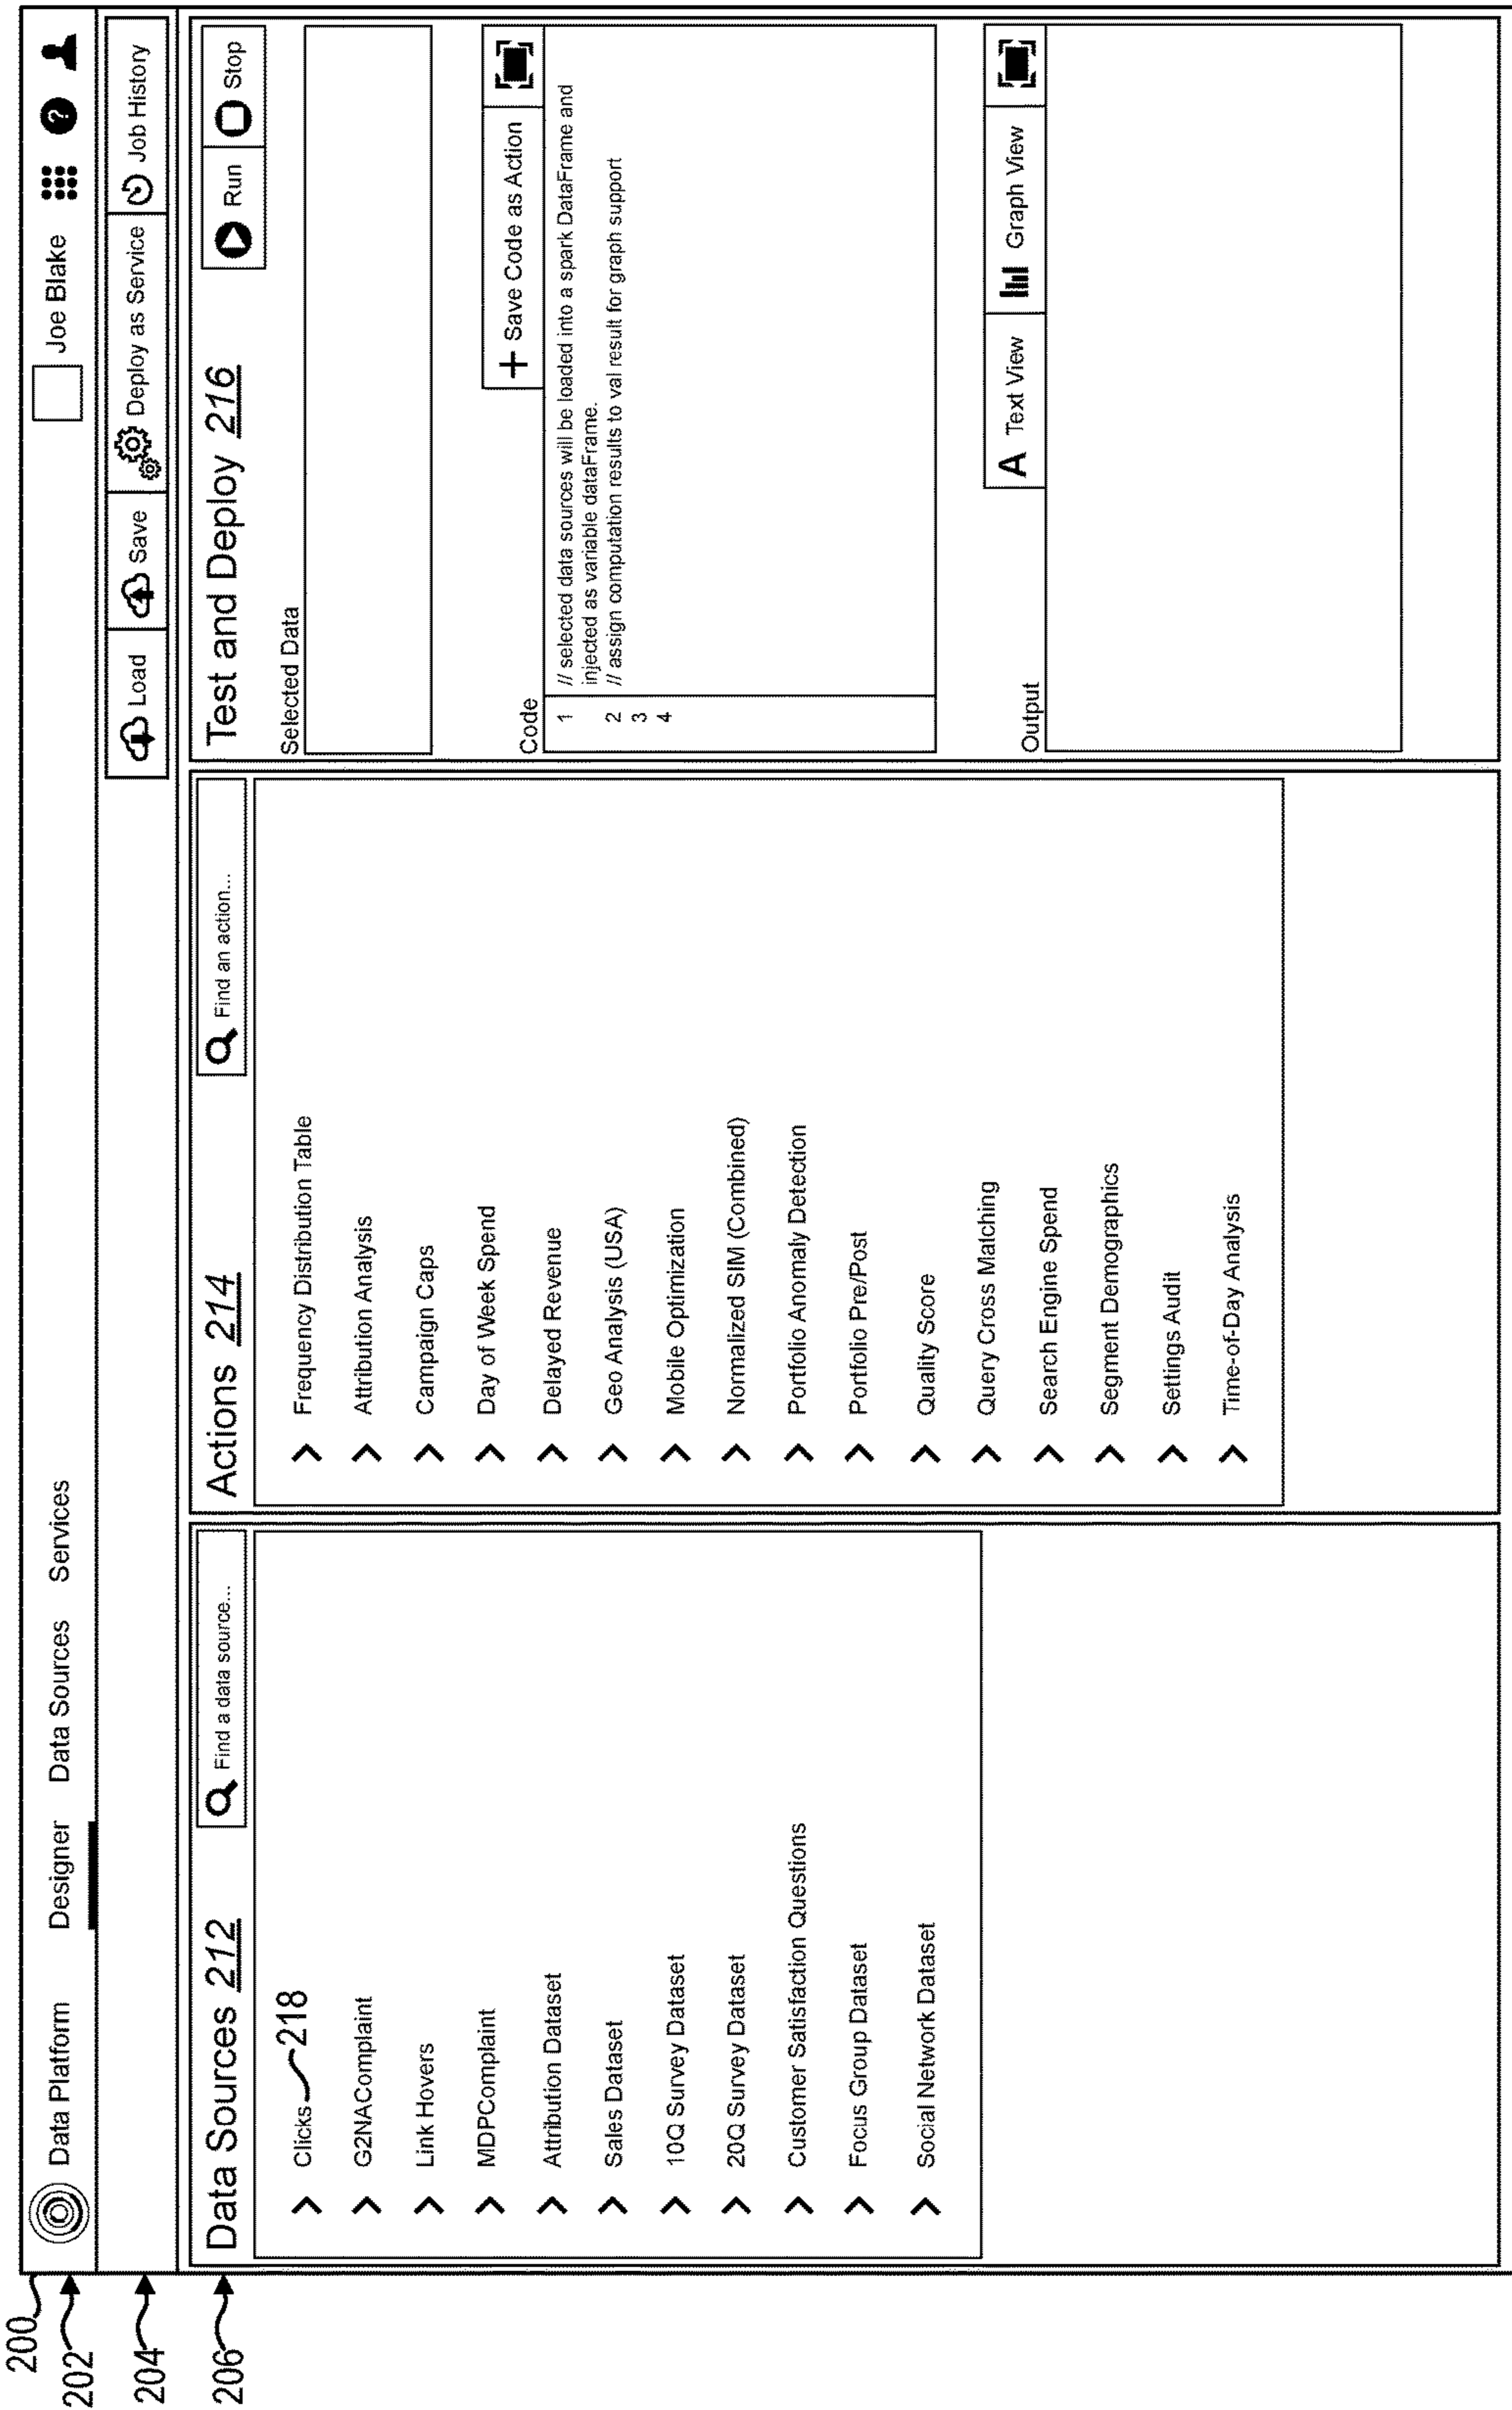 200
202
204
206
Data Platform
Designer
Data Sources
Services
Joe Blake
?
Load
Save
Deploy as Service
Job History
Data Sources 212
Find a data source...
Clicks
218
G2NAComplaint
Link Hovers
MDPComplaint
Attribution Dataset
Sales Dataset
10Q Survey Dataset
20Q Survey Dataset
Customer Satisfaction Questions
Focus Group Dataset
Social Network Dataset
Actions 214
Find an action...
Frequency Distribution Table
Attribution Analysis
Campaign Caps
Day of Week Spend
Delayed Revenue
Geo Analysis (USA)
Mobile Optimization
Normalized SIM (Combined)
Portfolio Anomaly Detection
Portfolio Pre/Post
Quality Score
Query Cross Matching
Search Engine Spend
Segment Demographics
Settings Audit
Time-of-Day Analysis
Test and Deploy 216
Run
Stop
Selected Data
Code
+ Save Code as Action
1 // selected data sources will be loaded into a spark DataFrame and
injected as variable dataFrame.
2 // assign computation results to val result for graph support
3
4
Output
A Text View
Graph View